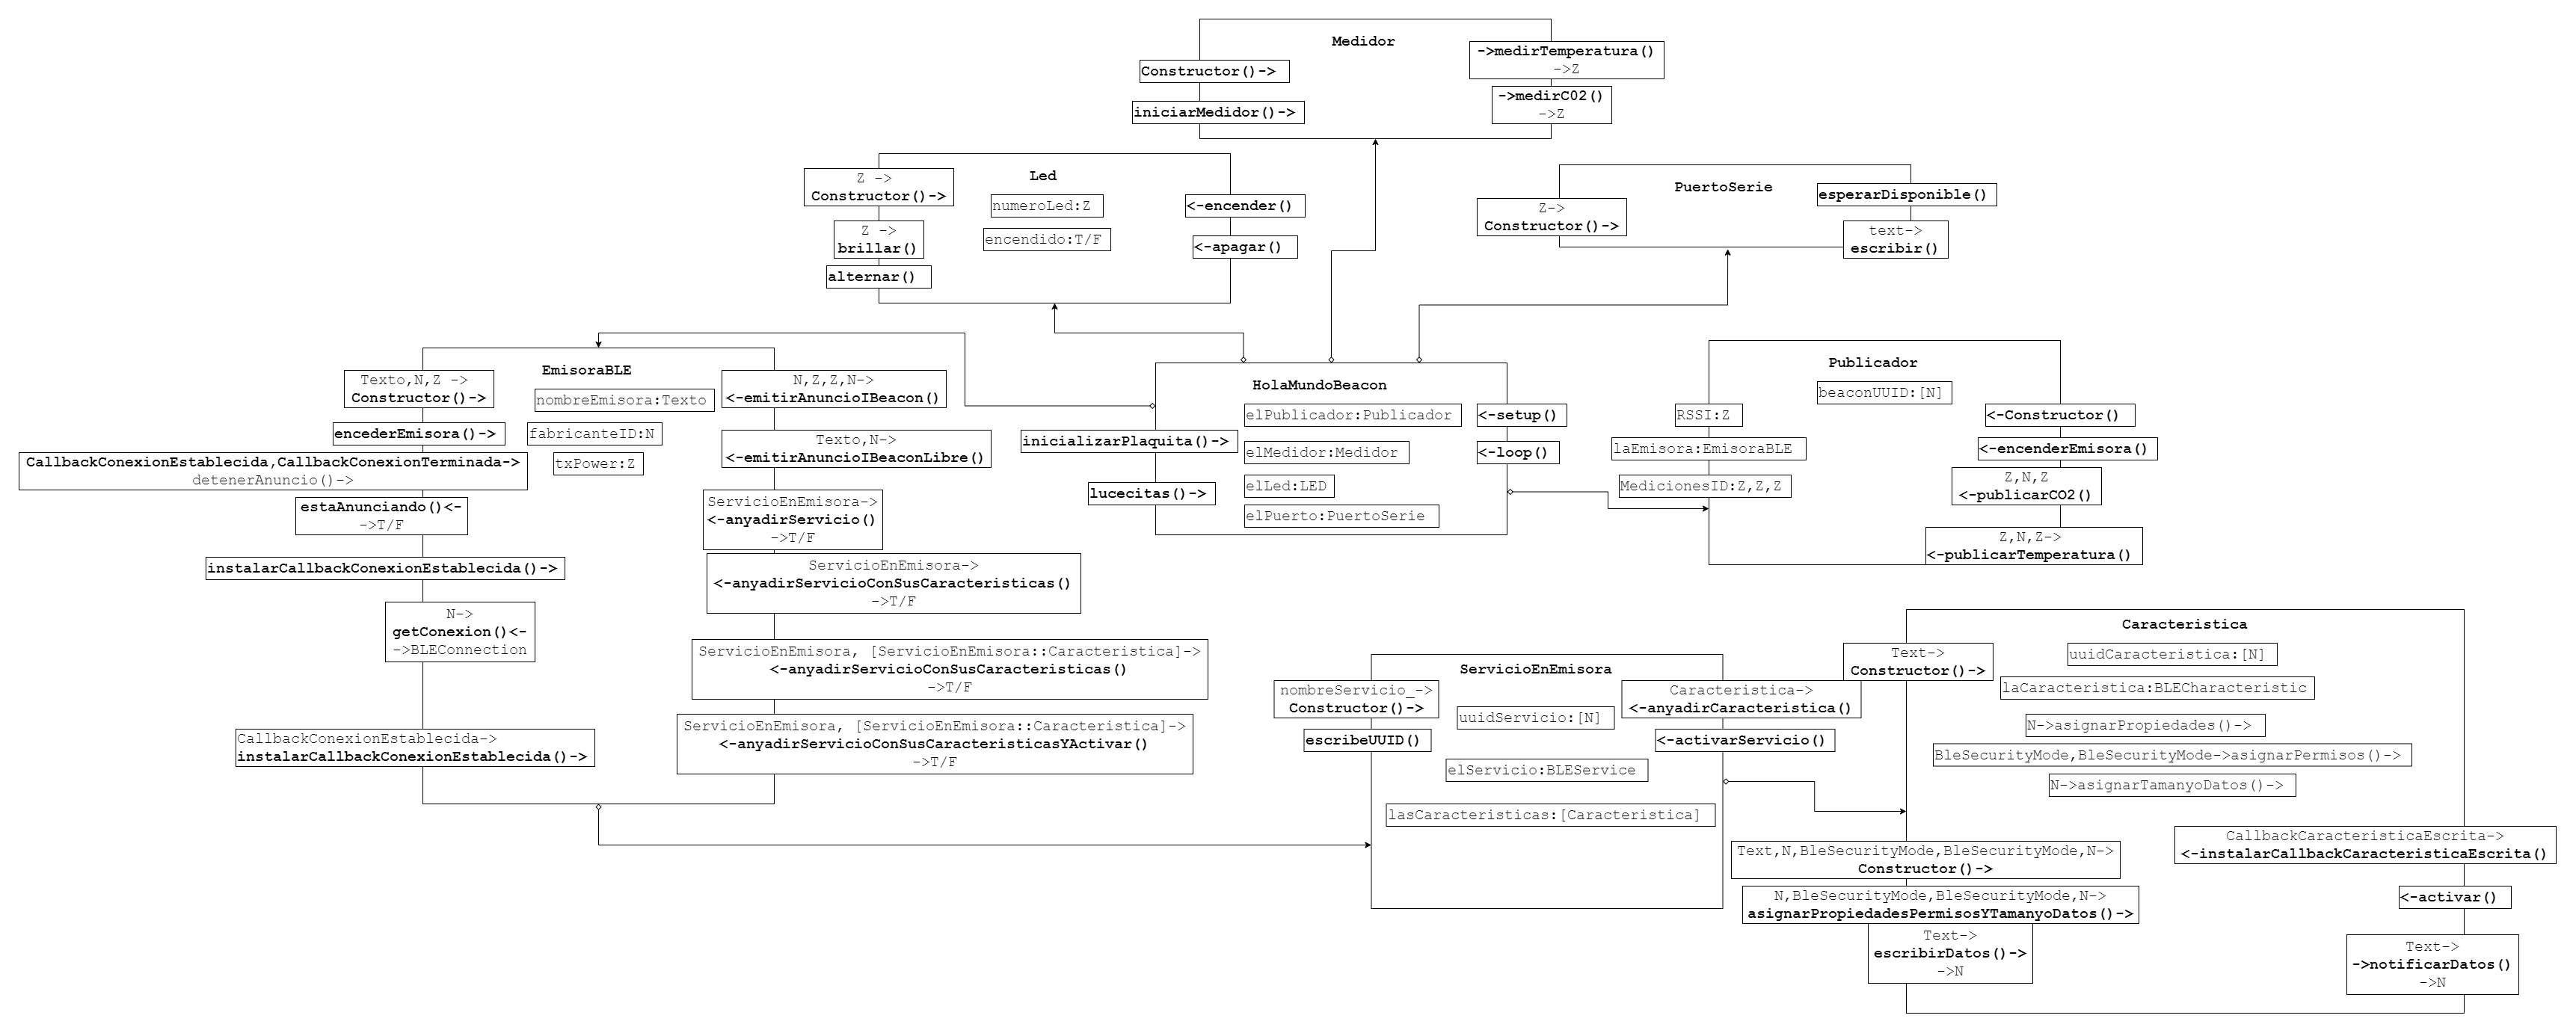 Medidor
Constructor()->
iniciarMedidor()->
->medirTemperatura()
->Z
->medirC02()
->Z
Led
Z ->
Constructor()->
Z ->
brillar()
alternar()
numeroLed:Z
encendido:T/F
<-encender()
<-apagar()
PuertoSerie
Z->
Constructor()->
esperarDisponible()
text->
escribir()
EmisoraBLE
Texto,N,Z ->
Constructor()->
encederEmisora()->
CallbackConexionEstablecida,CallbackConexionTerminada->
detenerAnuncio()->
estaAnunciando()<-
->T/F
instalarCallbackConexionEstablecida()->
N->
getConexion()<-
->BLEConnection
CallbackConexionEstablecida->
instalarCallbackConexionEstablecida()->
nombreEmisora:Texto
fabricanteID:N
txPower:Z
N,Z,Z,N->
<-emitirAnuncioIBeacon()
Texto,N->
<-emitirAnuncioIBeaconLibre()
ServicioEnEmisora->
<-anyadirServicio()
->T/F
ServicioEnEmisora->
<-anyadirServicioConSusCaracteristicas()
->T/F
ServicioEnEmisora, [ServicioEnEmisora::Caracteristica]->
<-anyadirServicioConSusCaracteristicas()
->T/F
ServicioEnEmisora, [ServicioEnEmisora::Caracteristica]->
<-anyadirServicioConSusCaracteristicasYActivar()
->T/F
HolaMundoBeacon
inicializarPlaquita()->
lucecitas()->
elPublicador:Publicador
elMedidor:Medidor
elLed:LED
elPuerto:PuertoSerie
<-setup()
<-loop()
Publicador
beaconUUID:[N]
RSSI:Z
laEmisora:EmisoraBLE
MedicionesID:Z,Z,Z
<-Constructor()
<-encenderEmisora()
Z,N,Z
<-publicarCO2()
Z,N,Z->
<-publicarTemperatura()
ServicioEnEmisora
nombreServicio_->
Constructor()->
escribeUUID()
uuidServicio:[N]
elServicio:BLEService
lasCaracteristicas:[Caracteristica]
Caracteristica->
<-anyadirCaracteristica()
<-activarServicio()
Caracteristica
Text->
Constructor()->
uuidCaracteristica:[N]
laCaracteristica:BLECharacteristic
N->asignarPropiedades()->
BleSecurityMode,BleSecurityMode->asignarPermisos()->
N->asignarTamanyoDatos()->
Text,N,BleSecurityMode,BleSecurityMode,N->
Constructor()->
N,BleSecurityMode,BleSecurityMode,N->
asignarPropiedadesPermisosYTamanyoDatos()->
Text->
escribirDatos()->
->N
CallbackCaracteristicaEscrita->
<-instalarCallbackCaracteristicaEscrita()
<-activar()
Text->
->notificarDatos()
->N